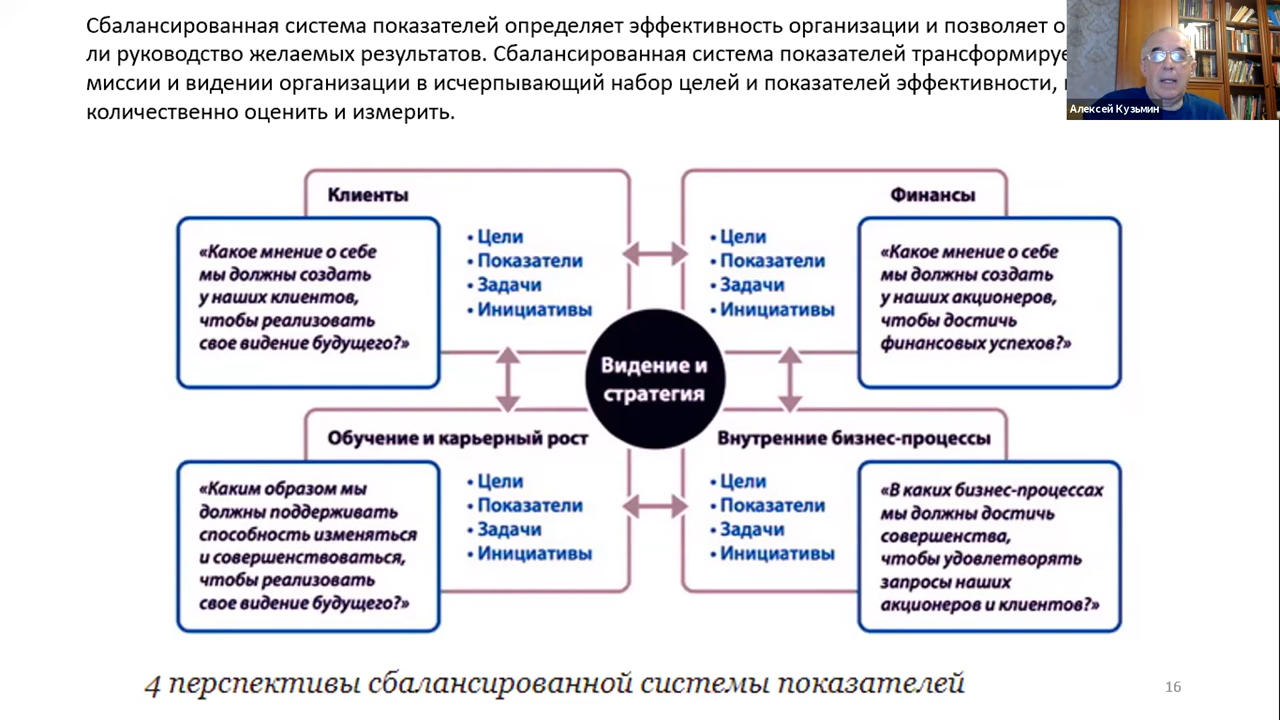 Сбалансированная система показателей определяет эффективность организации и позволяет
ли руководство желаемых результатов. Сбалансированная система показателей
миссии и видении организации в исчерпывающий набор целей и показателей эффективности,
количественно оценить и измерить.
Алексей Кузьмин
Клиенты
«Какое мнение о себе
мы должны создать
у наших клиентов,
чтобы реализовать
свое видение будущего?»
• Цели
• Показатели
• Задачи
• Инициативы
Финансы
• Цели
• Показатели
• Задачи
• Инициативы
«Какое мнение о себе
мы должны создать
у наших акционеров,
чтобы достичь
финансовых успехов?»
Видение и
стратегия
Обучение и карьерный рост
«Каким образом мы
должны поддерживать
способность изменяться
и совершенствоваться,
чтобы реализовать
свое видение будущего?»
• Цели
• Показатели
• Задачи
• Инициативы
Внутренние бизнес-процессы
• Цели
• Показатели
• Задачи
• Инициативы
«В каких бизнес-процессах
мы должны достичь
совершенства,
чтобы удовлетворять
запросы наших
акционеров и клиентов?»
4 перспективы сбалансированной системы показателей
16